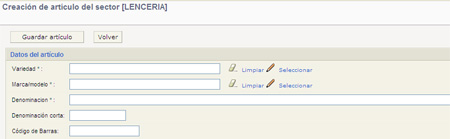 Creación de artículo del sector [LENCERIA]
Guardar artículo Volver
Datos del artículo
Variedad * : Limpiar Seleccionar
Marca/modelo * : Limpiar Seleccionar
Denominacion * :
Denominación corta:
Código de Barras: